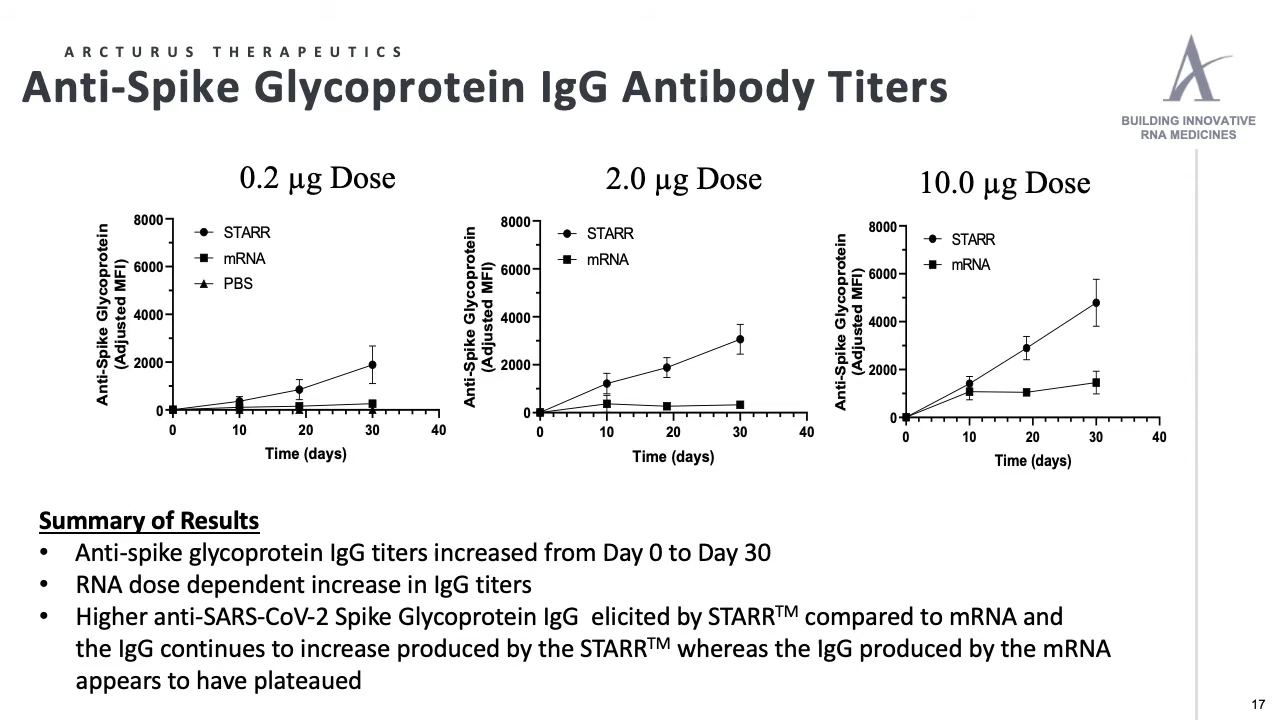 ARCTURUS THERAPEUTICS
Anti-Spike Glycoprotein IgG Antibody Titers
BUILDING INNOVATIVE
RNA MEDICINES
0.2 µg Dose
Anti-Spike Glycoprotein
(Adjusted MFI)
8000
6000
4000
2000
0
STARR
mRNA
PBS
0 10 20 30 40
Time (days)
2.0 µg Dose
Anti-Spike Glycoprotein
(Adjusted MFI)
8000
6000
4000
2000
0
STARR
mRNA
0 10 20 30 40
Time (days)
10.0 µg Dose
Anti-Spike Glycoprotein
(Adjusted MFI)
8000
6000
4000
2000
0
STARR
mRNA
0 10 20 30 40
Time (days)
Summary of Results
• Anti-spike glycoprotein IgG titers increased from Day 0 to Day 30
• RNA dose dependent increase in IgG titers
• Higher anti-SARS-CoV-2 Spike Glycoprotein IgG elicited by STARR™ compared to mRNA and
the IgG continues to increase produced by the STARR™ whereas the IgG produced by the mRNA
appears to have plateaued
17